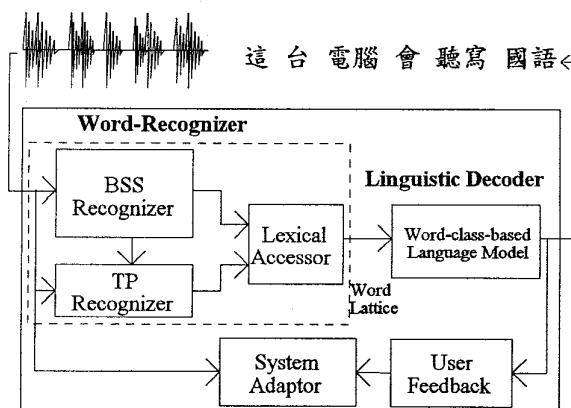 這 台 電腦 會 聽寫 國語
Word-Recognizer
BSS
Recognizer
TP
Recognizer
Lexical
Accessor
Word
Lattice
Linguistic Decoder
Word-class-based
Language Model
System
Adaptor
User
Feedback